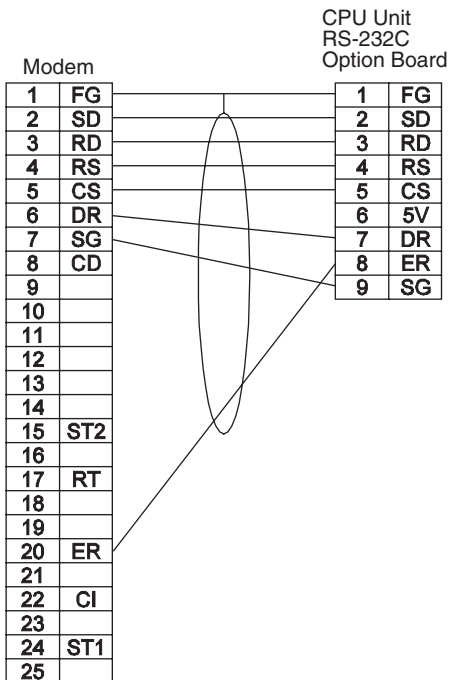 CPU Unit
RS-232C
Option Board
Modem
1 FG 1 FG
2 SD 2 SD
3 RD 3 RD
4 RS 4 RS
5 CS 5 CS
6 DR 6 5V
7 SG 7 DR
8 CD 8 ER
9 9 SG
10
11
12
13
14
15 ST2
16
17 RT
18
19
20 ER
21
22 CI
23
24 ST1
25